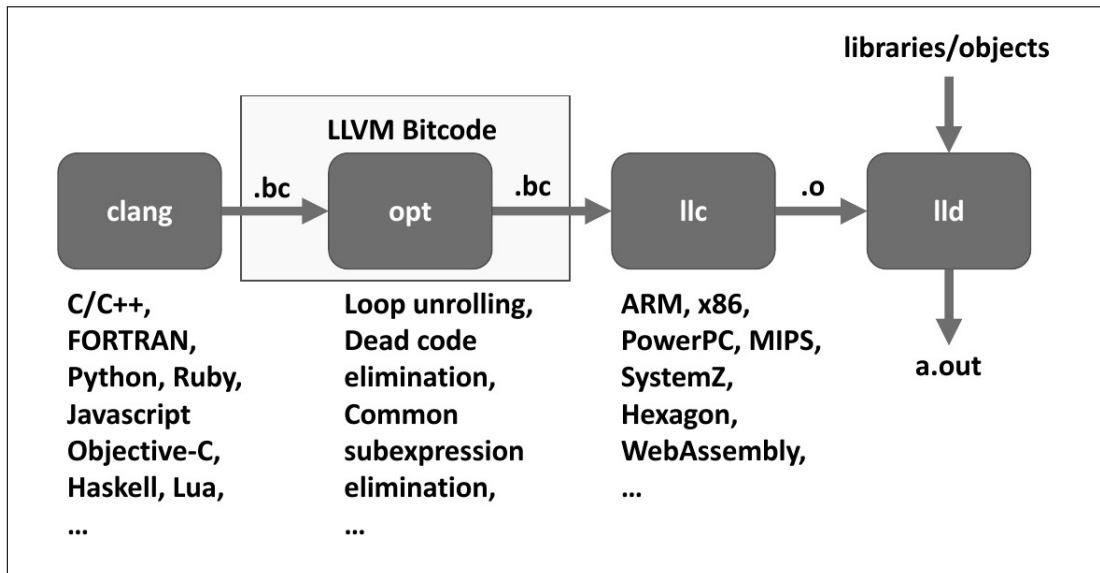 libraries/objects
LLVM Bitcode
clang
.bc
opt
.bc
llc
.o
lld
C/C++,
FORTRAN,
Python, Ruby,
Javascript
Objective-C,
Haskell, Lua,
...
Loop unrolling,
Dead code
elimination,
Common
subexpression
elimination,
...
ARM, x86,
PowerPC, MIPS,
SystemZ,
Hexagon,
WebAssembly,
...
a.out